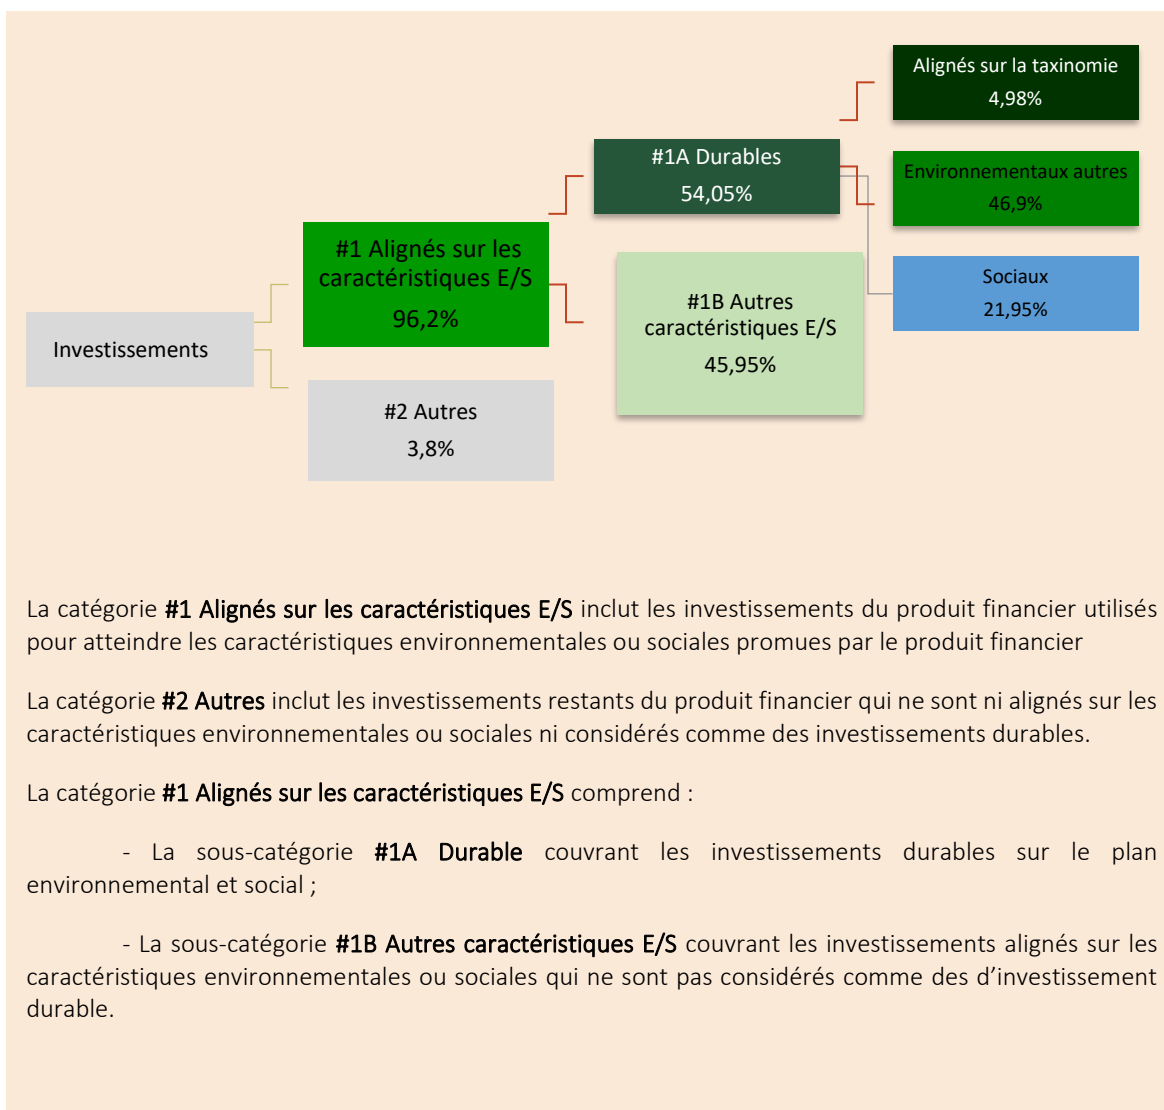 Alignés sur la taxinomie
4,98%
#1A Durables
54,05%
Environnementaux autres
46,9%
#1 Alignés sur les
caractéristiques E/S
96,2%
Sociaux
21,95%
#1B Autres
caractéristiques E/S
45,95%
Investissements
#2 Autres
3,8%
La catégorie #1 Alignés sur les caractéristiques E/S inclut les investissements du produit financier utilisés
pour atteindre les caractéristiques environnementales ou sociales promues par le produit financier
La catégorie #2 Autres inclut les investissements restants du produit financier qui ne sont ni alignés sur les
caractéristiques environnementales ou sociales ni considérés comme des investissements durables.
La catégorie #1 Alignés sur les caractéristiques E/S comprend :
- La sous-catégorie #1A Durable couvrant les investissements durables sur le plan
environnemental et social ;
- La sous-catégorie #1B Autres caractéristiques E/S couvrant les investissements alignés sur les
caractéristiques environnementales ou sociales qui ne sont pas considérés comme des d’investissement
durable.